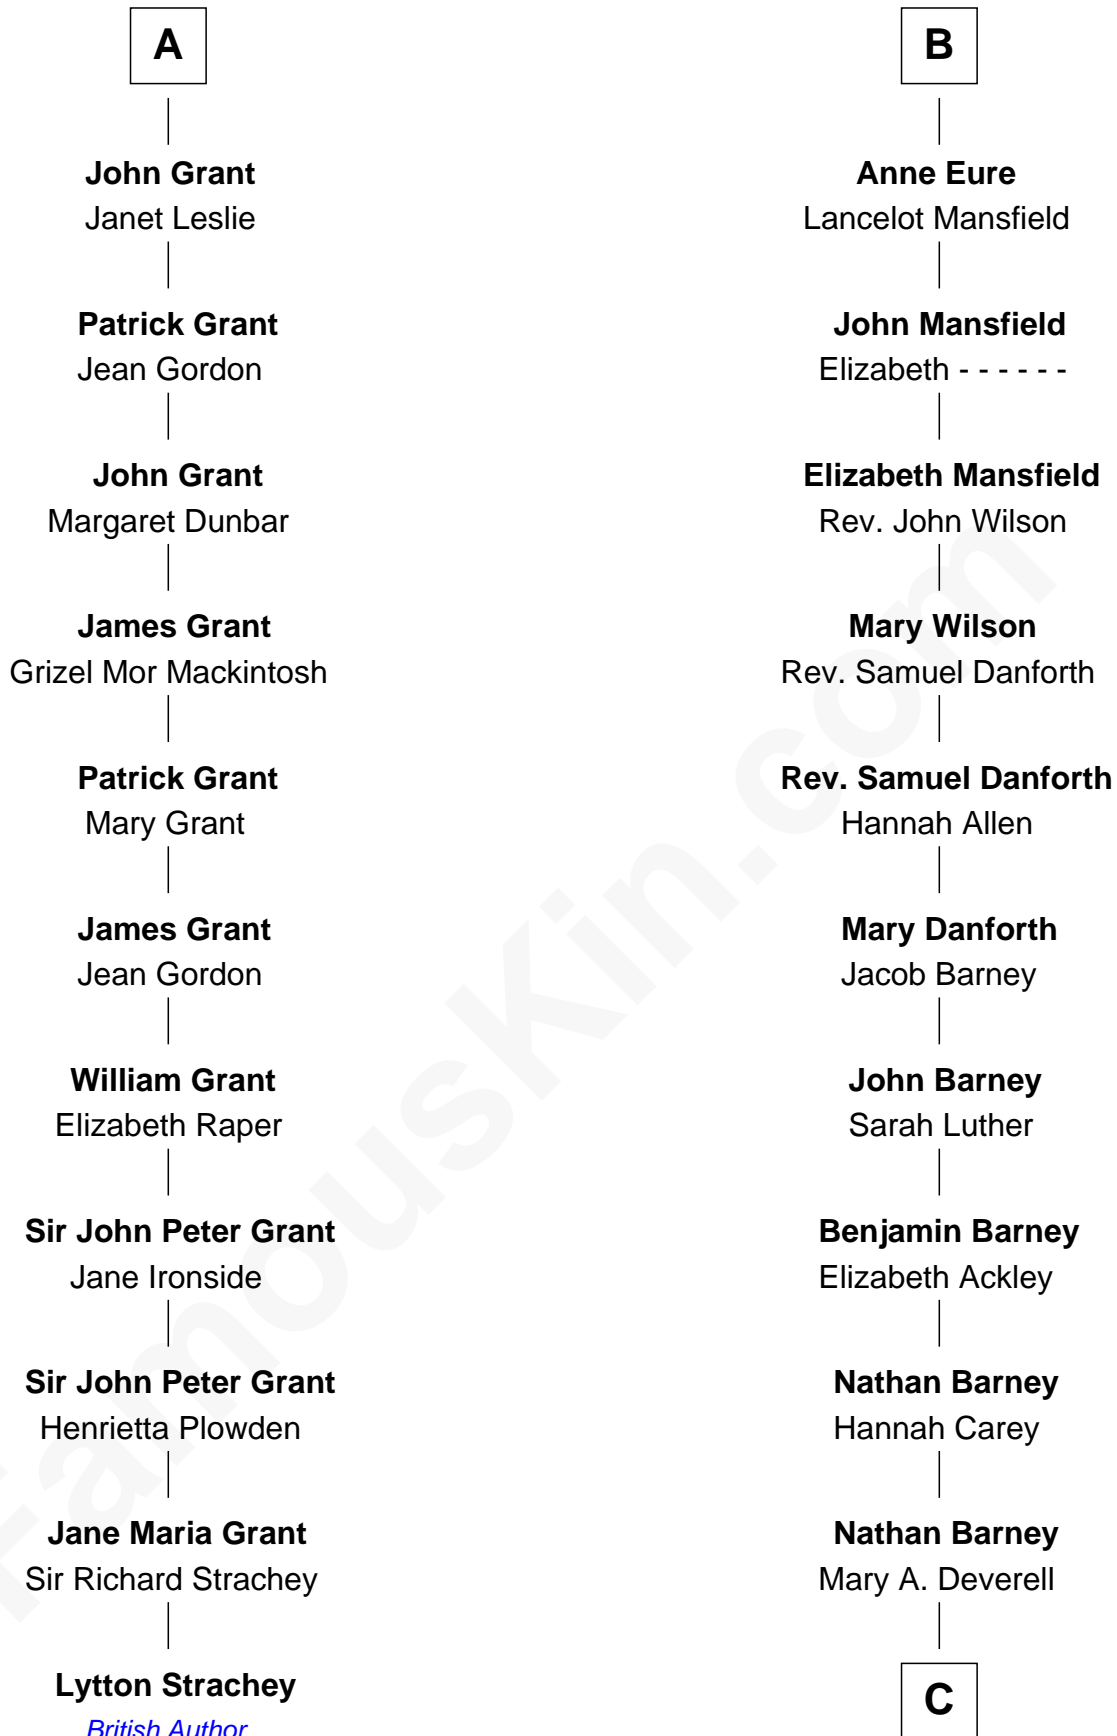 A
John Grant
Janet Leslie
Patrick Grant
Jean Gordon
John Grant
Margaret Dunbar
James Grant
Grizel Mor Mackintosh
Patrick Grant
Mary Grant
James Grant
Jean Gordon
William Grant
Elizabeth Raper
Sir John Peter Grant
Jane Ironside
Sir John Peter Grant
Henrietta Plowden
Jane Maria Grant
Sir Richard Strachey
Lytton Strachey
British Author
B
Anne Eure
Lancelot Mansfield
John Mansfield
Elizabeth - - - - - -
Elizabeth Mansfield
Rev. John Wilson
Mary Wilson
Rev. Samuel Danforth
Rev. Samuel Danforth
Hannah Allen
Mary Danforth
Jacob Barney
John Barney
Sarah Luther
Benjamin Barney
Elizabeth Ackley
Nathan Barney
Hannah Carey
Nathan Barney
Mary A. Deverell
C
FamousKin.com